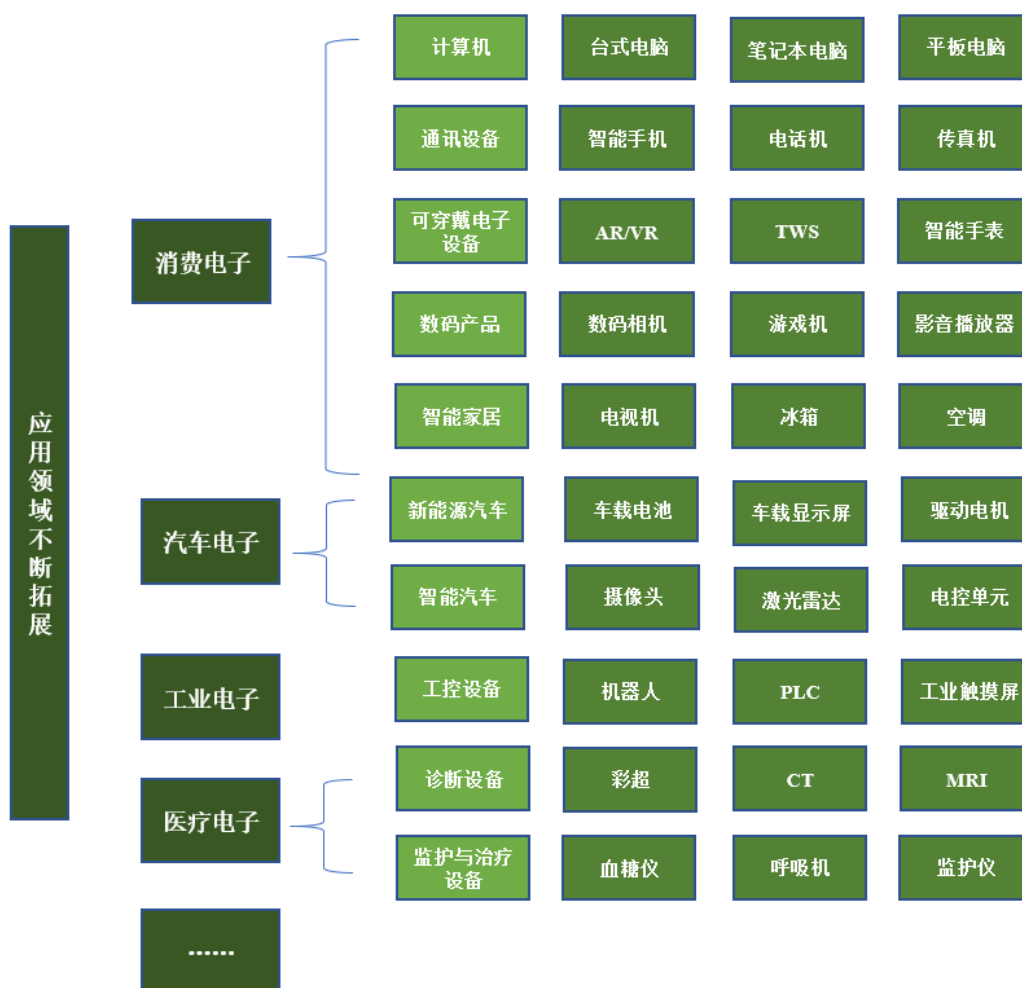 应用领域不断拓展
消费电子
计算机
台式电脑
笔记本电脑
平板电脑
通讯设备
智能手机
电话机
传真机
可穿戴电子
设备
AR/VR
TWS
智能手表
数码产品
数码相机
游戏机
影音播放器
智能家居
电视机
冰箱
空调
汽车电子
新能源汽车
车载电池
车载显示屏
驱动电机
智能汽车
摄像头
激光雷达
电控单元
工业电子
工控设备
机器人
PLC
工业触摸屏
医疗电子
诊断设备
彩超
CT
MRI
监护与治疗
设备
血糖仪
呼吸机
监护仪
……